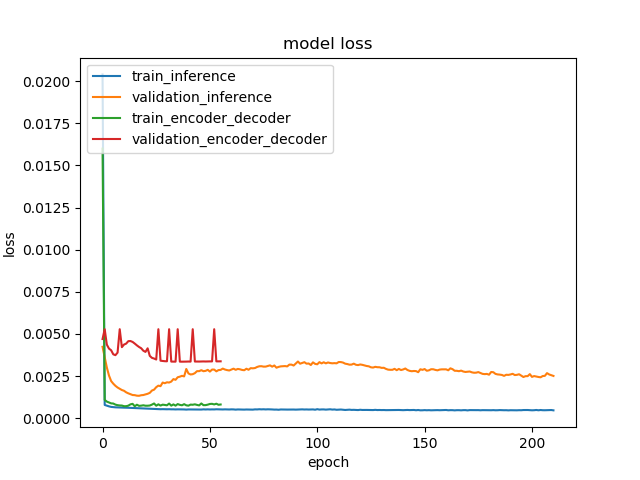 model loss
train_inference
validation_inference
train_encoder_decoder
validation_encoder_decoder
0.0200
0.0175
0.0150
0.0125
0.0100
0.0075
0.0050
0.0025
0.0000
loss
0 50 100 150 200
epoch